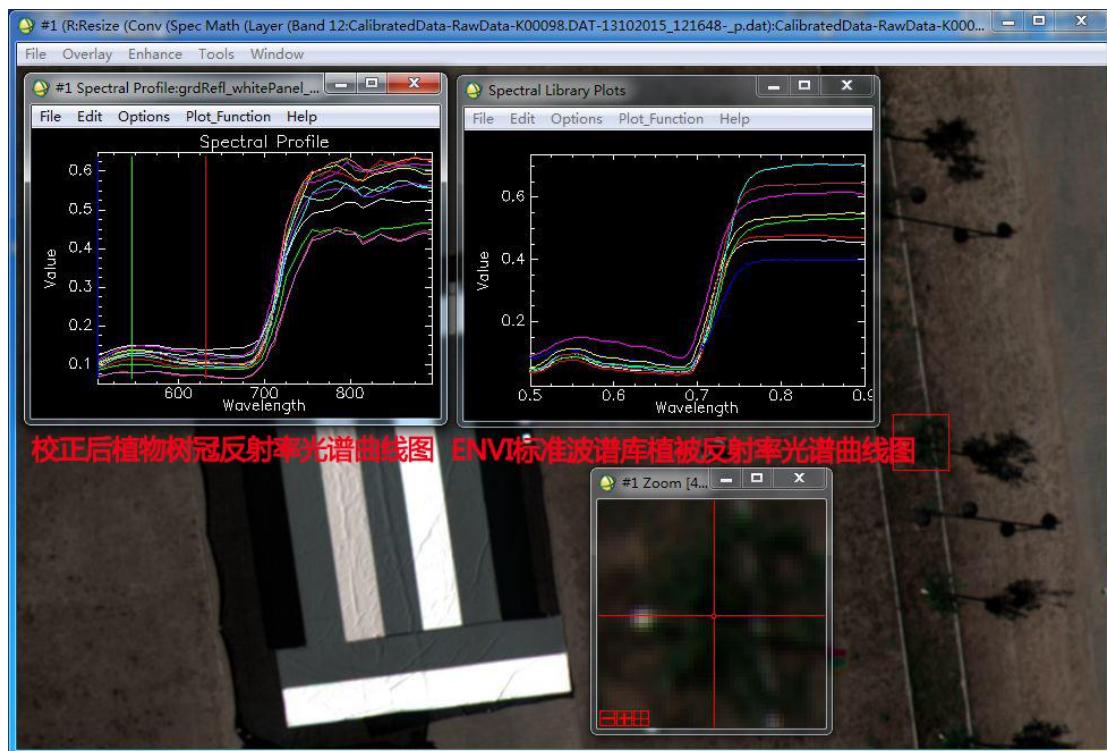 #1 (R:Resize (Conv (Spec Math (Layer (Band 12:CalibratedData-RawData-K00098.DAT-13102015_121648-_p.dat):CalibratedData-RawData-K000...
File Overlay Enhance Tools Window
#1 Spectral Profile:grdRefl_whitePanel_...
File Edit Options Plot_Function Help
Spectral Profile
0.6
0.5
0.4
0.3
0.2
0.1
Value
600 700 800
Wavelength
Spectral Library Plots
File Edit Options Plot_Function Help
0.6
0.4
0.2
Value
0.5 0.6 0.7 0.8 0.9
Wavelength
校正后植物树冠反射率光谱曲线图
ENVI标准波谱库植被反射率光谱曲线图
#1 Zoom [4...